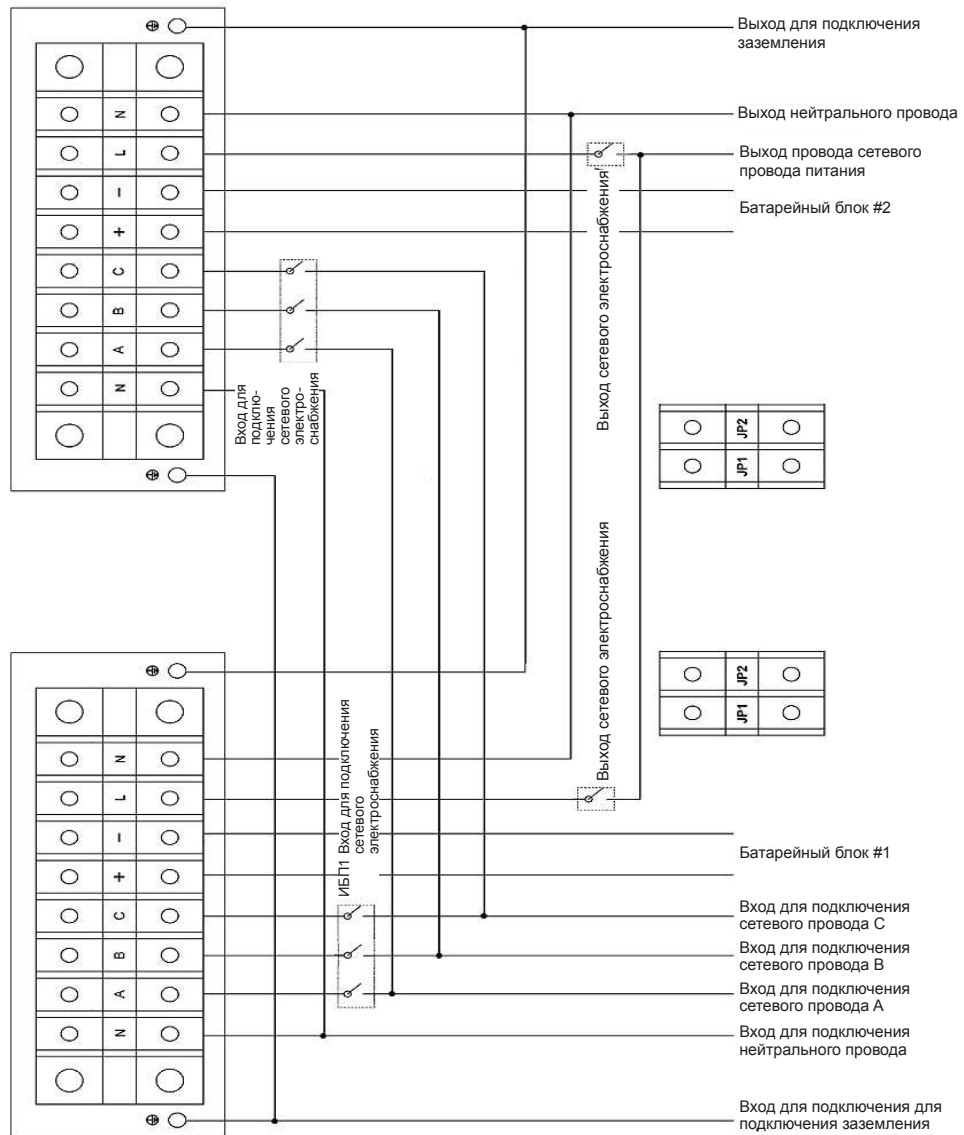 Выход для подключения
заземления
N
Выход нейтрального провода
L
Выход провода сетевого
провода питания
–
Батарейный блок #2
+
C
B
A
N
Вход для
подклю-
чения
сетевого
электро-
снабжения
Выход сетевого электроснабжения
JP2
JP1
Выход сетевого электроснабжения
JP2
JP1
N
L
–
+
C
B
A
N
ИБП1 Вход для подключения
сетевого
электроснабжения
Батарейный блок #1
Вход для подключения
сетевого провода C
Вход для подключения
сетевого провода B
Вход для подключения
сетевого провода A
Вход для подключения
нейтрального провода
Вход для подключения для
подключения заземления